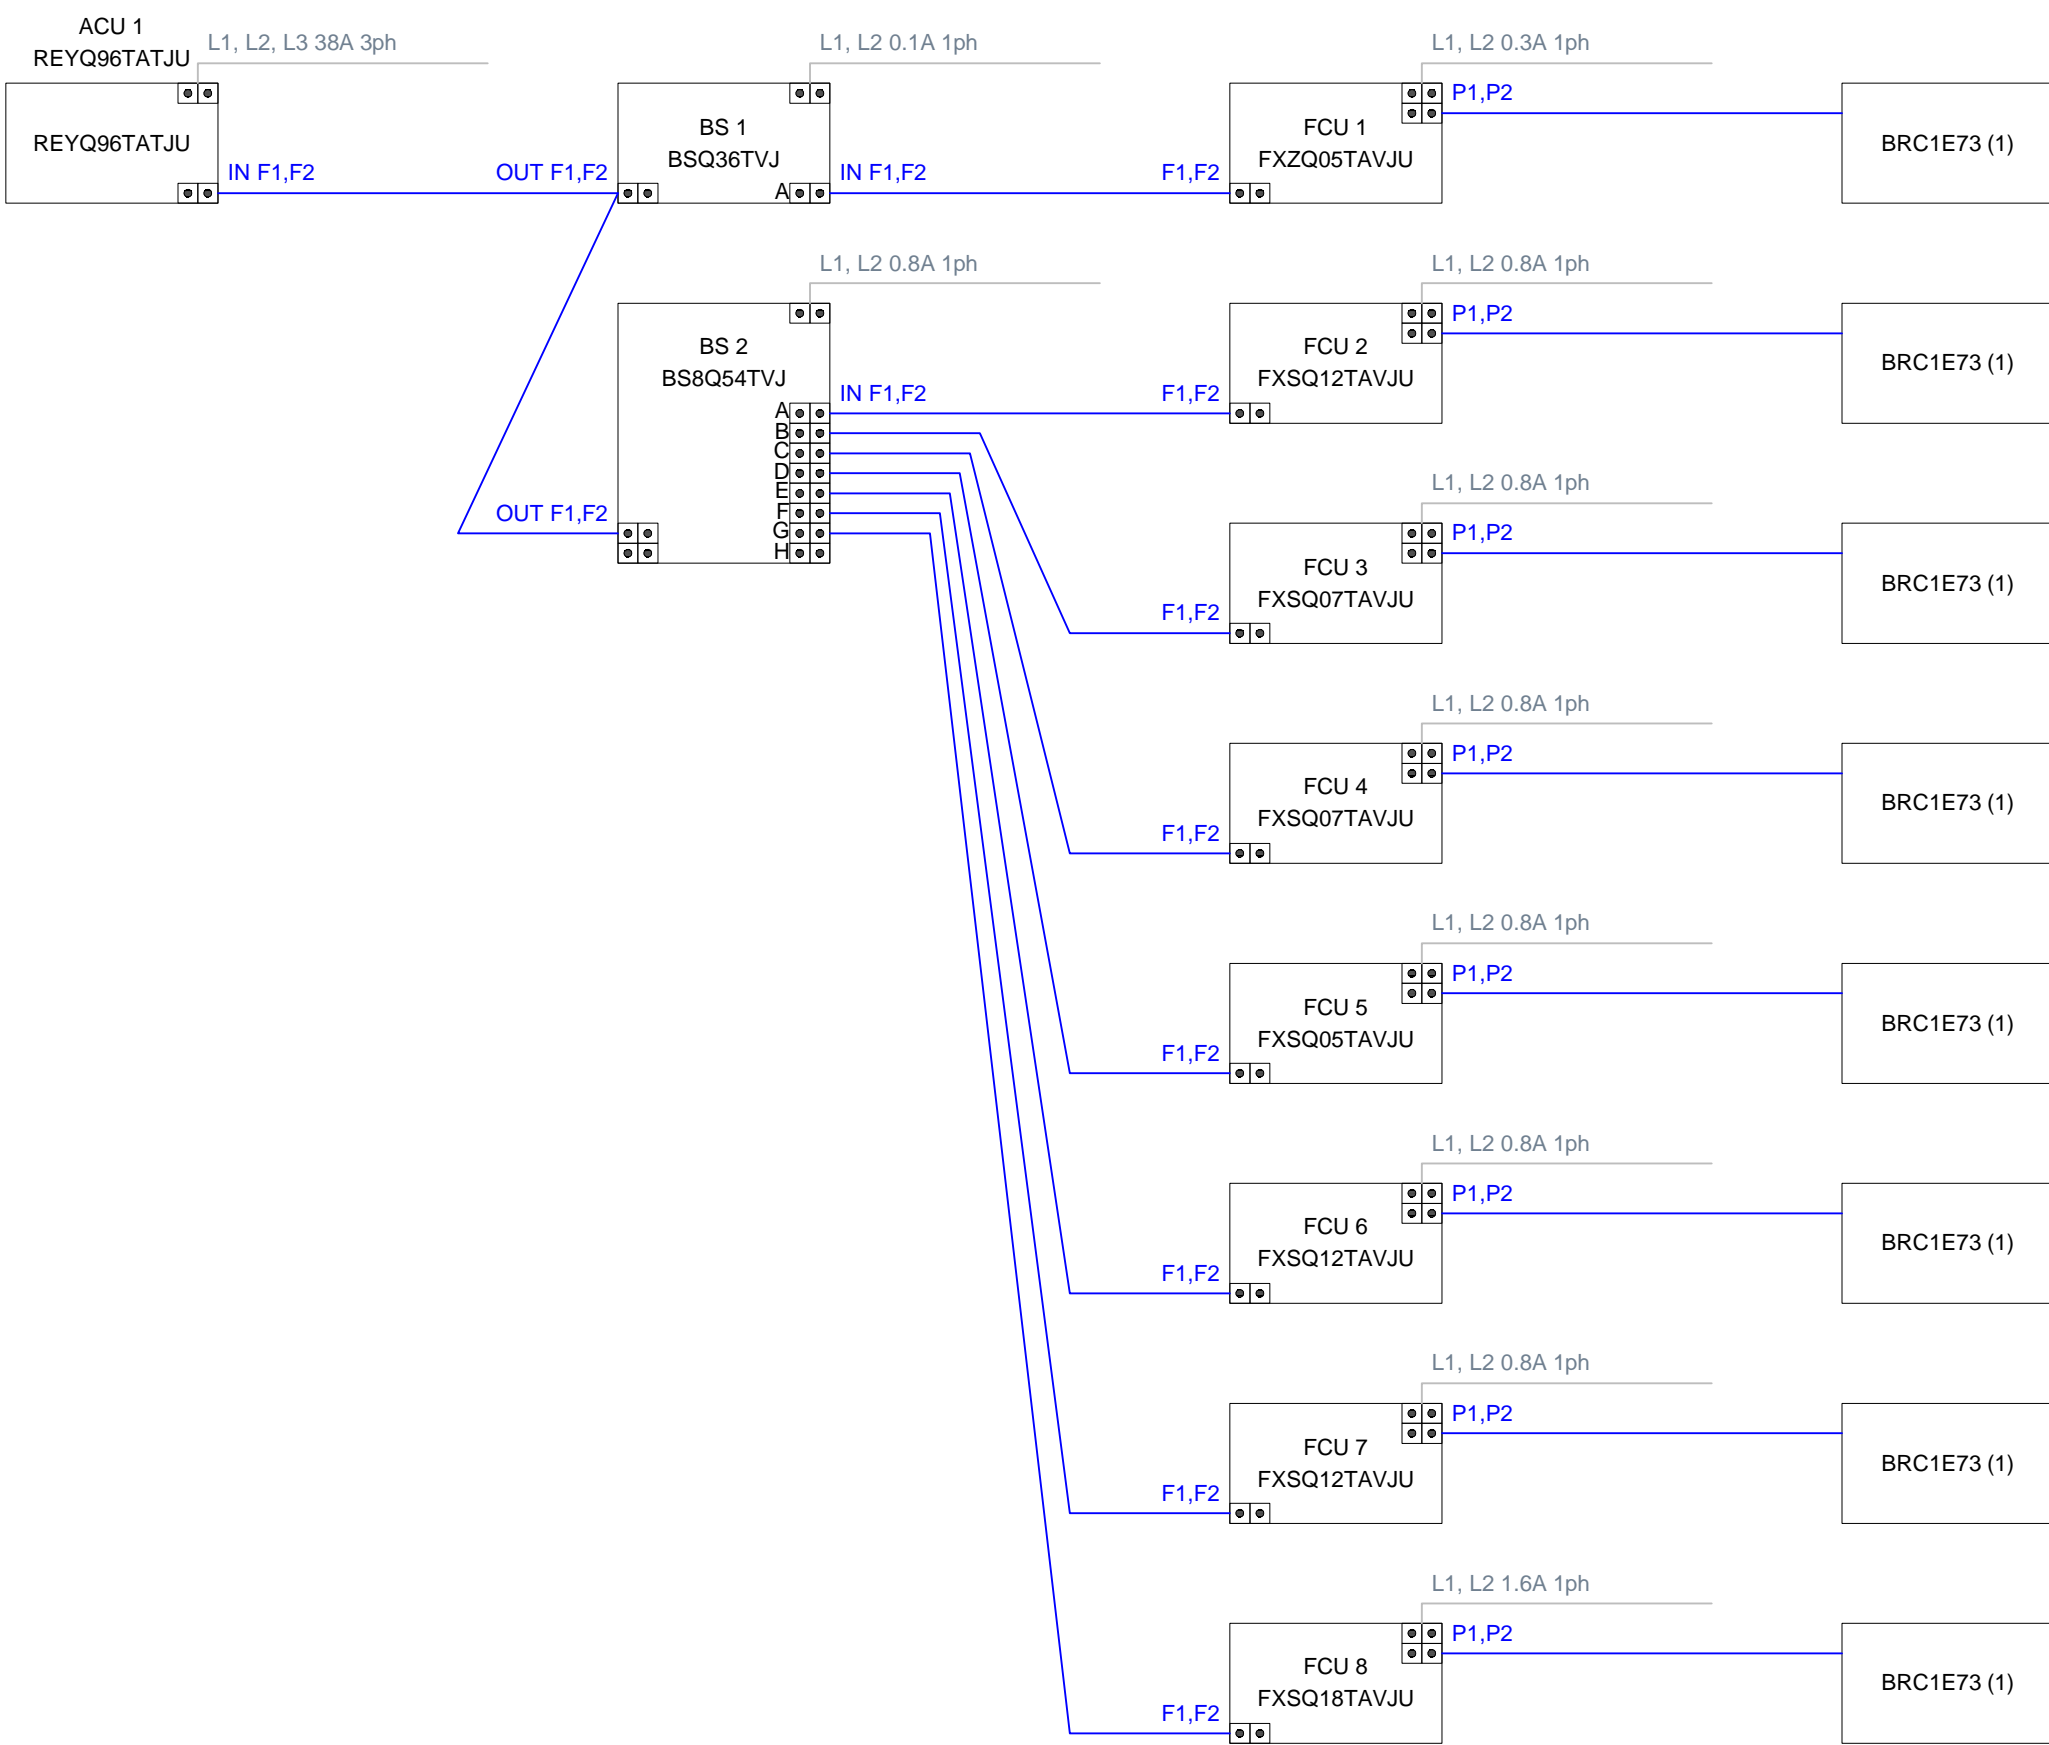 ACU 1
REYQ96TATJU
L1, L2, L3 38A 3ph
L1, L2 0.1A 1ph
L1, L2 0.3A 1ph
REYQ96TATJU
IN F1,F2
OUT F1,F2
BS 1
BSQ36TVJ
A
IN F1,F2
F1,F2
FCU 1
FXZQ05TAVJU
P1,P2
BRC1E73 (1)
L1, L2 0.8A 1ph
L1, L2 0.8A 1ph
BS 2
BS8Q54TVJ
OUT F1,F2
A
B
C
D
E
F
G
H
IN F1,F2
F1,F2
FCU 2
FXSQ12TAVJU
P1,P2
BRC1E73 (1)
L1, L2 0.8A 1ph
F1,F2
FCU 3
FXSQ07TAVJU
P1,P2
BRC1E73 (1)
L1, L2 0.8A 1ph
F1,F2
FCU 4
FXSQ07TAVJU
P1,P2
BRC1E73 (1)
L1, L2 0.8A 1ph
F1,F2
FCU 5
FXSQ05TAVJU
P1,P2
BRC1E73 (1)
L1, L2 0.8A 1ph
F1,F2
FCU 6
FXSQ12TAVJU
P1,P2
BRC1E73 (1)
L1, L2 0.8A 1ph
F1,F2
FCU 7
FXSQ12TAVJU
P1,P2
BRC1E73 (1)
L1, L2 1.6A 1ph
F1,F2
FCU 8
FXSQ18TAVJU
P1,P2
BRC1E73 (1)